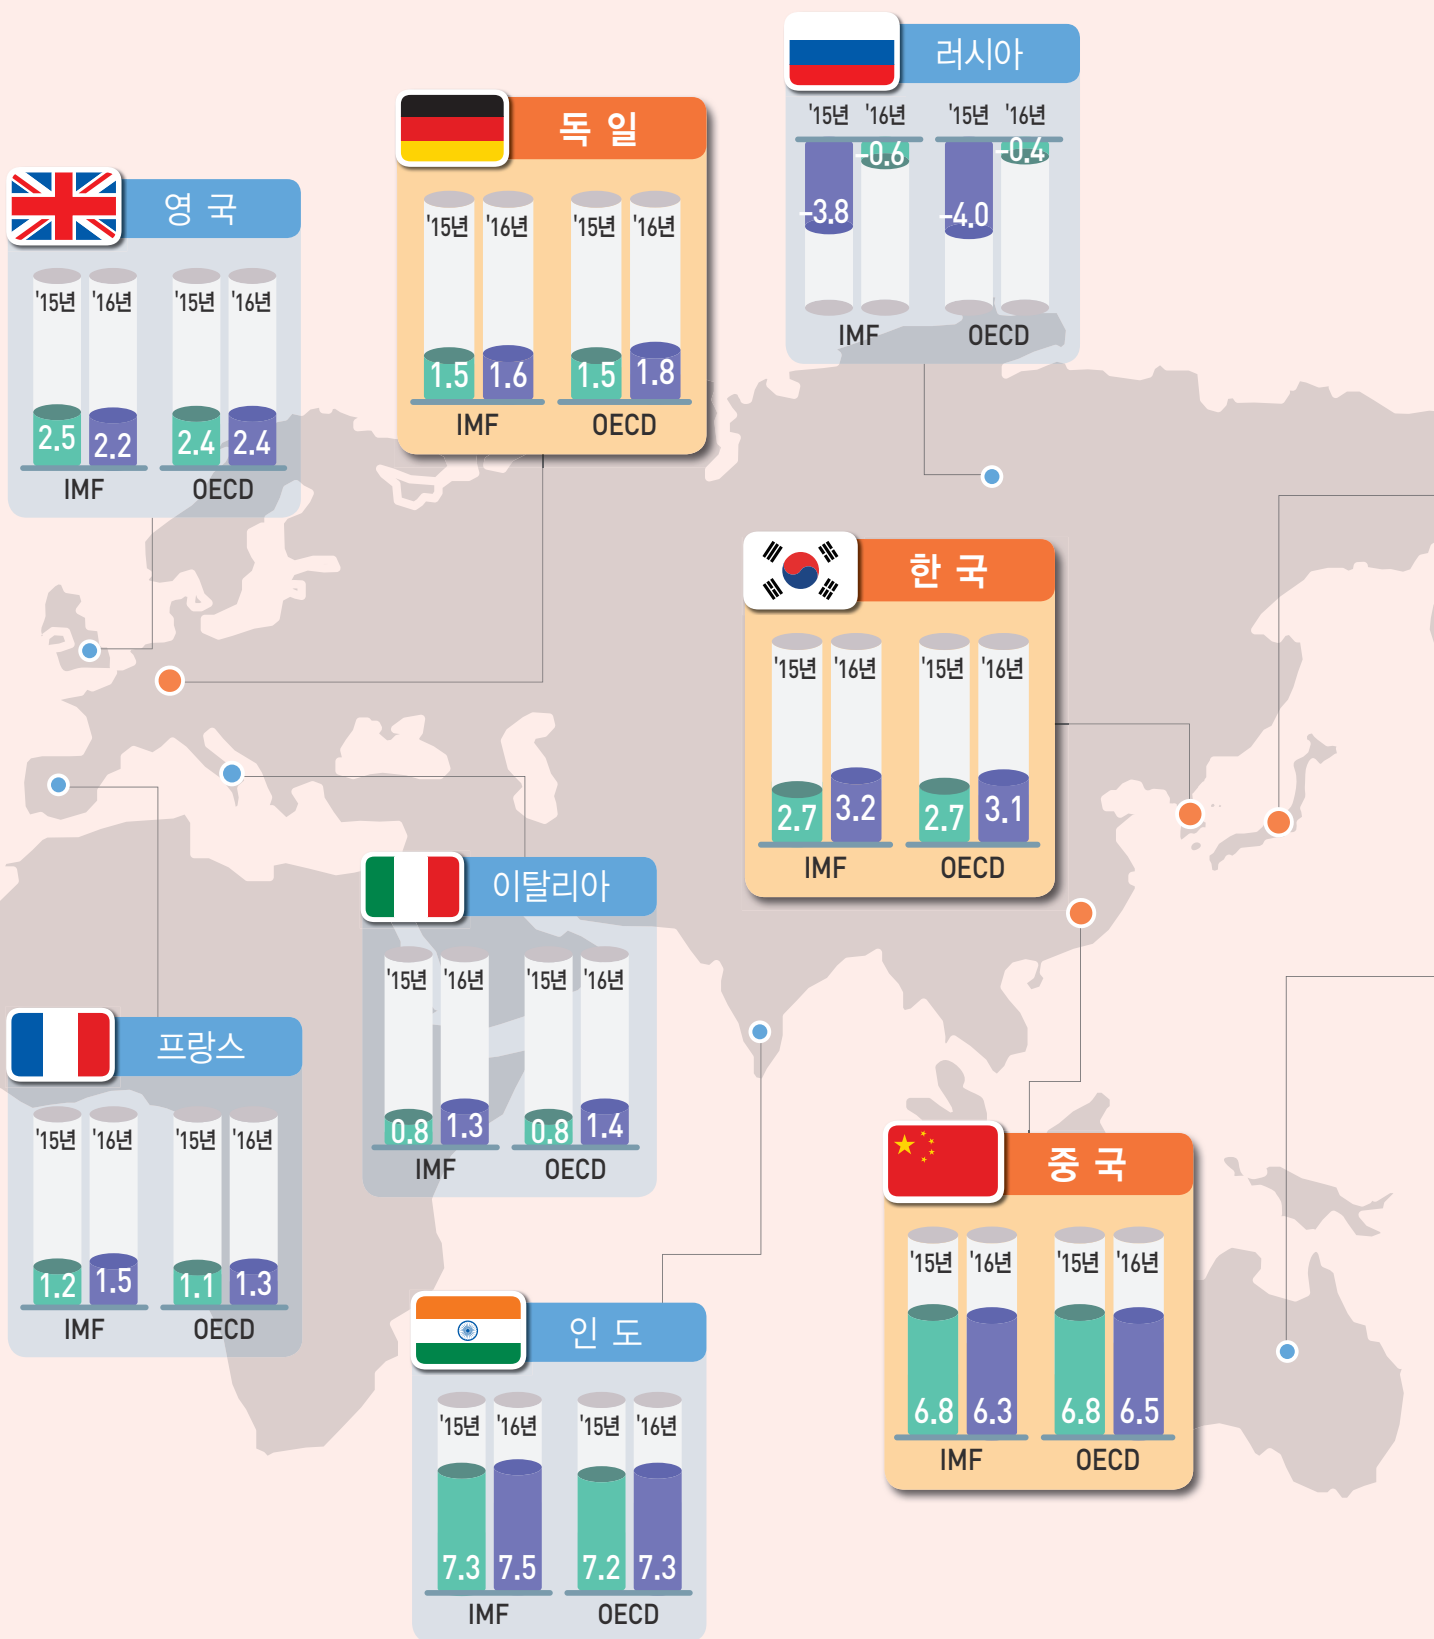 러시아
'15년 '16년 '15년 '16년
-3.8 -0.6 -4.0 -0.4
IMF OECD
독 일
'15년 '16년 '15년 '16년
1.5 1.6 1.5 1.8
IMF OECD
영 국
'15년 '16년 '15년 '16년
2.5 2.2 2.4 2.4
IMF OECD
한 국
'15년 '16년 '15년 '16년
2.7 3.2 2.7 3.1
IMF OECD
이탈리아
'15년 '16년 '15년 '16년
0.8 1.3 0.8 1.4
IMF OECD
프랑스
'15년 '16년 '15년 '16년
1.2 1.5 1.1 1.3
IMF OECD
중 국
'15년 '16년 '15년 '16년
6.8 6.3 6.8 6.5
IMF OECD
인 도
'15년 '16년 '15년 '16년
7.3 7.5 7.2 7.3
IMF OECD